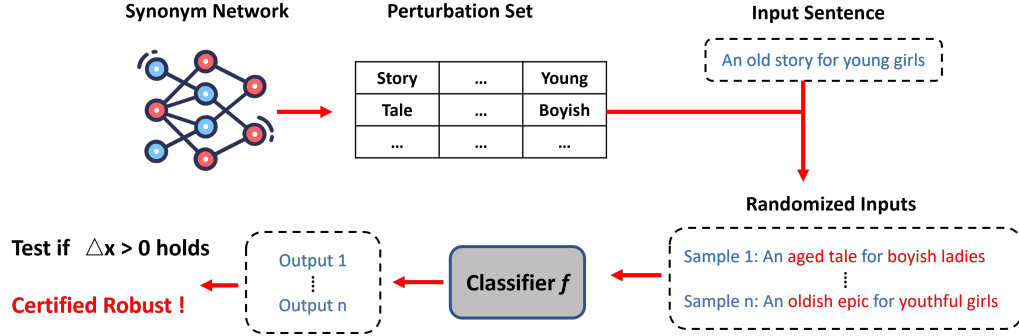 Synonym Network
Perturbation Set
Input Sentence
Story ... Young
Tale ... Boyish
... ... ...
An old story for young girls
Randomized Inputs
Sample 1: An aged tale for boyish ladies
Sample n: An oldish epic for youthful girls
Classifier f
Output 1
Output n
Test if △x > 0 holds
Certified Robust !